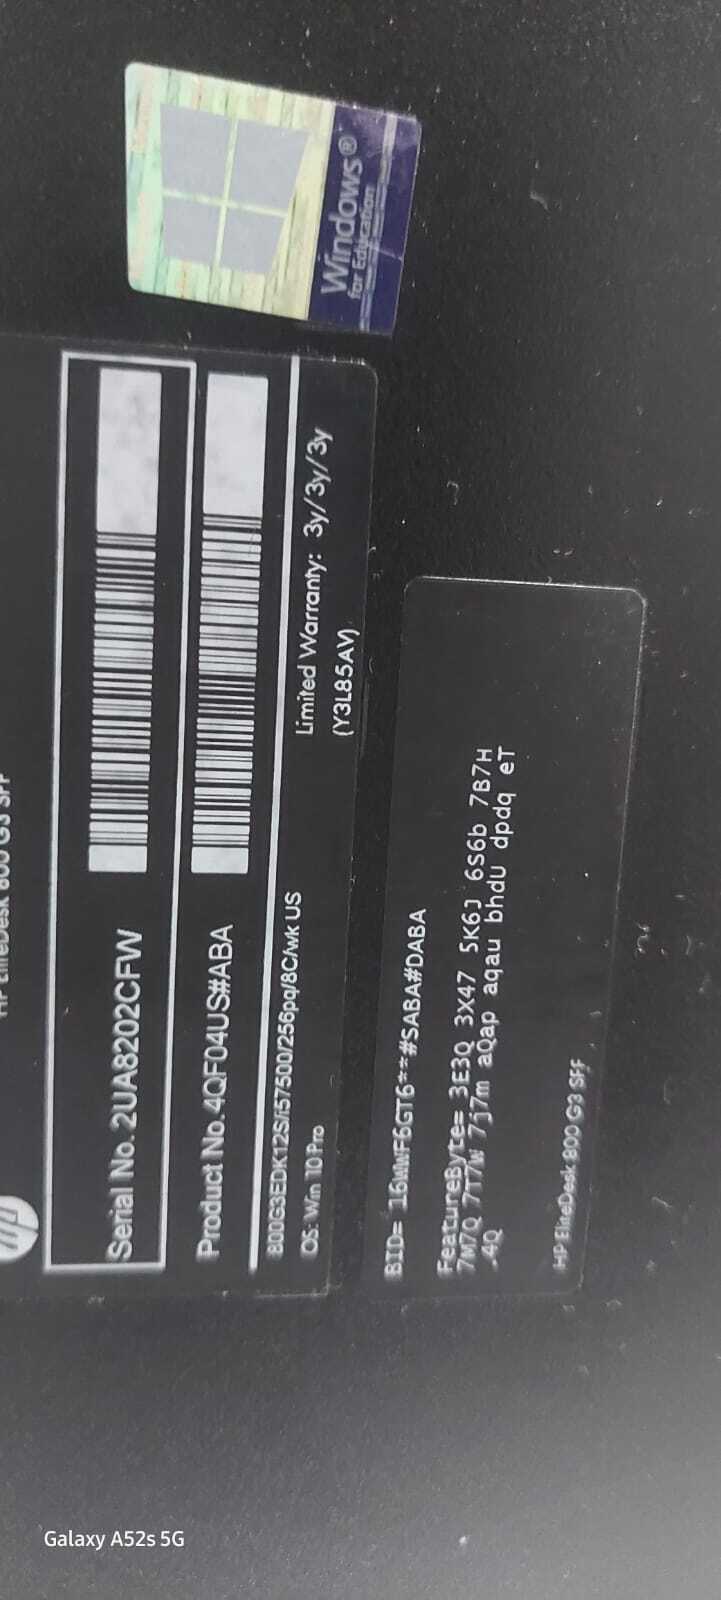 Windows®
for Education
HP EliteDesk 800 G3 SFF
hp
Serial No. 2UA8202CFW
Product No. 4QF04US#ABA
800G3EDK12S/i57500/256pq/8C/wk US
OS: Win 10 Pro
Limited Warranty: 3y/3y/3y
(Y3L85AV)
BID= 16WWF6GT6**#SABA#DABA
FeatureByte= 3E3Q 3X47 5K6J 6S6b 7B7H
7M7Q 7T7W 7j7m aQap aqau bhdU dpdq eT
.4Q
HP EliteDesk 800 G3 SFF
Galaxy A52s 5G